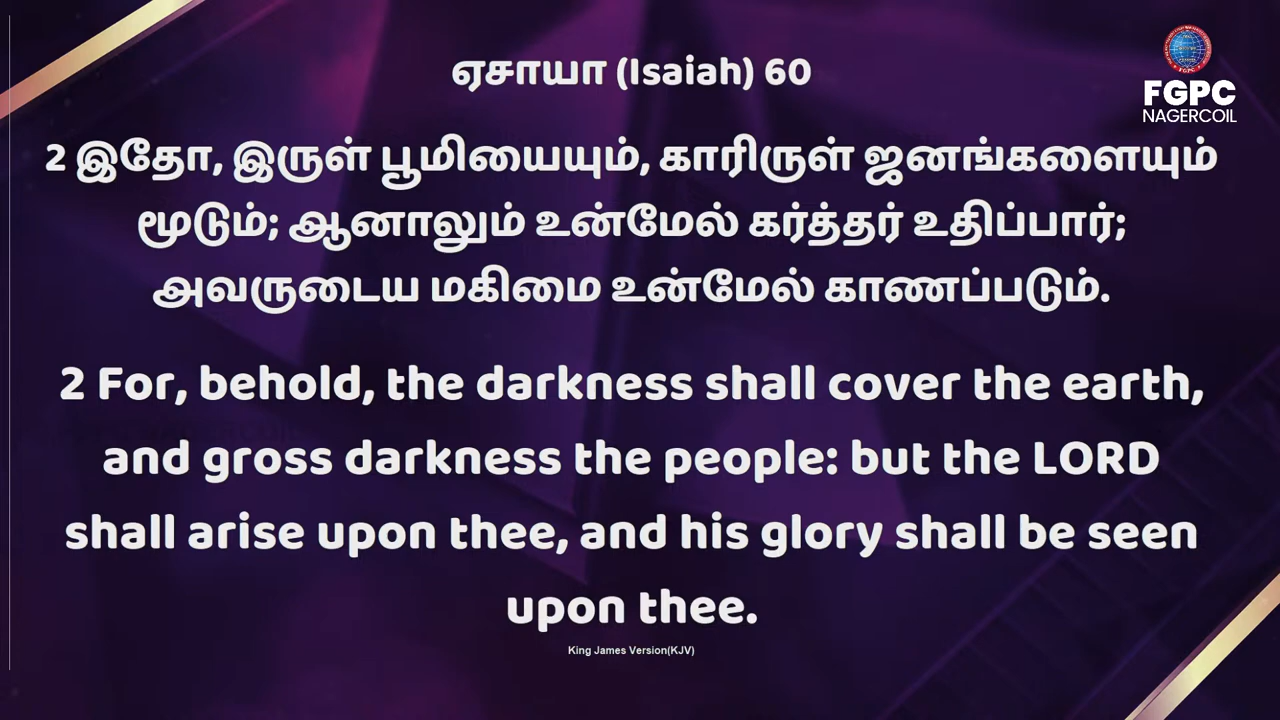 ஏசாயா (Isaiah) 60
FGPC
NAGERCOIL
2 இதோ, இருள் பூமியையும், காரிருள் ஜனங்களையும்
மூடும்; ஆனாலும் உன்மேல் கர்த்தர் உதிப்பார்;
அவருடைய மகிமை உன்மேல் காணப்படும்.
2 For, behold, the darkness shall cover the earth,
and gross darkness the people: but the LORD
shall arise upon thee, and his glory shall be seen
upon thee.
King James Version(KJV)